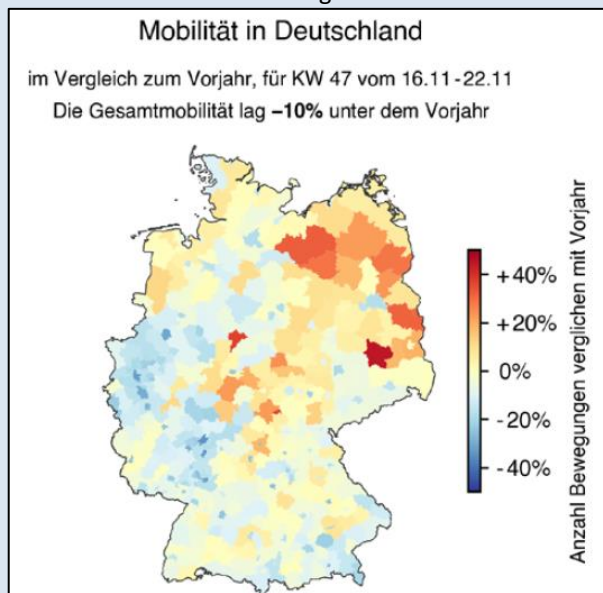 Mobilität in Deutschland
im Vergleich zum Vorjahr, für KW 47 vom 16.11-22.11
Die Gesamtmobilität lag −10% unter dem Vorjahr
+40%
+20%
0%
-20%
-40%
Anzahl Bewegungen verglichen mit Vorjahr